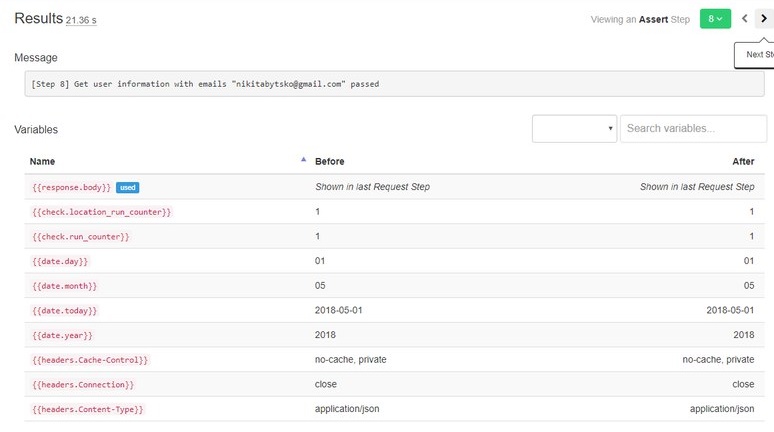 Results 21.36 s
Viewing an Assert Step 8
Next St
Message
[Step 8] Get user information with emails "nikitabytsko@gmail.com" passed
Variables
Search variables...
Name Before After
{{response.body}} used Shown in last Request Step Shown in last Request Step
{{check.location_run_counter}} 1 1
{{check.run_counter}} 1 1
{{date.day}} 01 01
{{date.month}} 05 05
{{date.today}} 2018-05-01 2018-05-01
{{date.year}} 2018 2018
{{headers.Cache-Control}} no-cache, private no-cache, private
{{headers.Connection}} close close
{{headers.Content-Type}} application/json application/json